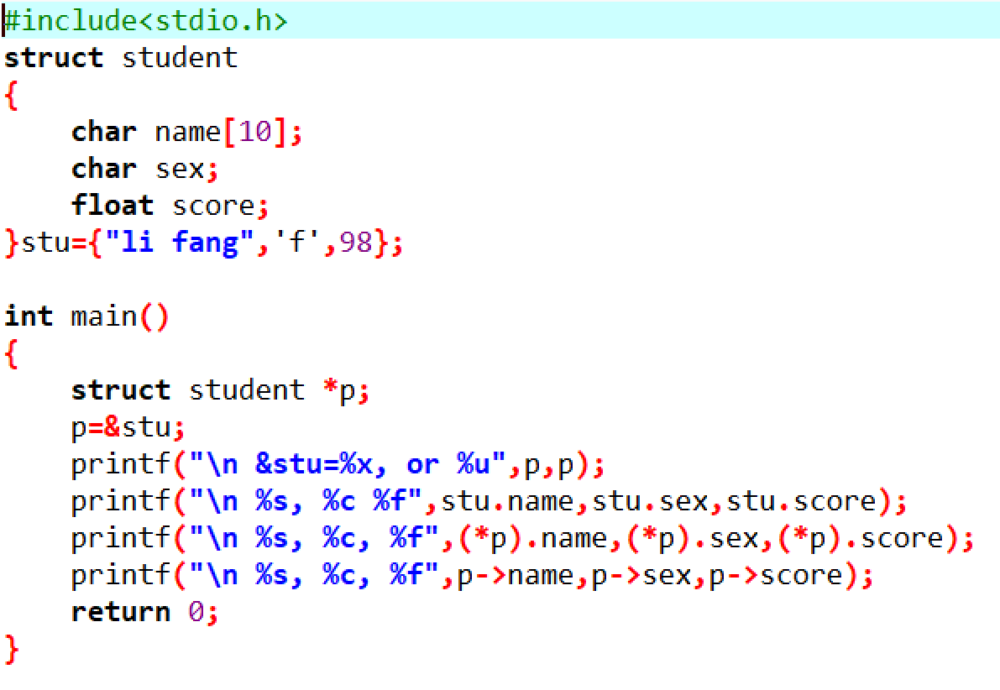 #include<stdio.h>
struct student
{
    char name[10];
    char sex;
    float score;
}stu={"li fang",'f',98};

int main()
{
    struct student *p;
    p=&stu;
    printf("\n &stu=%x, or %u",p,p);
    printf("\n %s, %c %f",stu.name,stu.sex,stu.score);
    printf("\n %s, %c, %f",(*p).name,(*p).sex,(*p).score);
    printf("\n %s, %c, %f",p->name,p->sex,p->score);
    return 0;
}